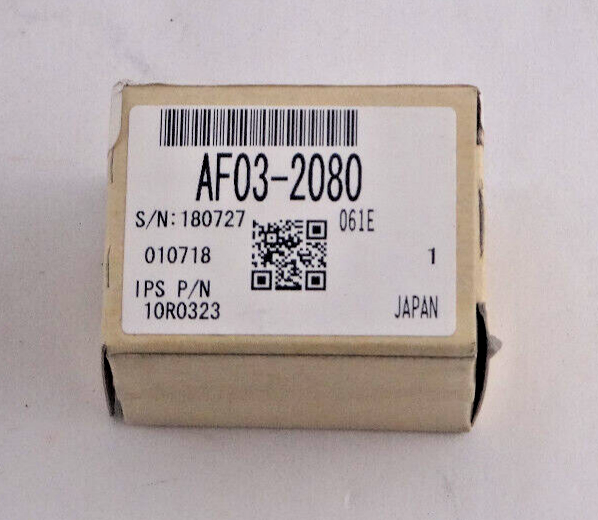 AF03-2080
S/N:180727 061E
010718 1
IPS P/N
10R0323 JAPAN